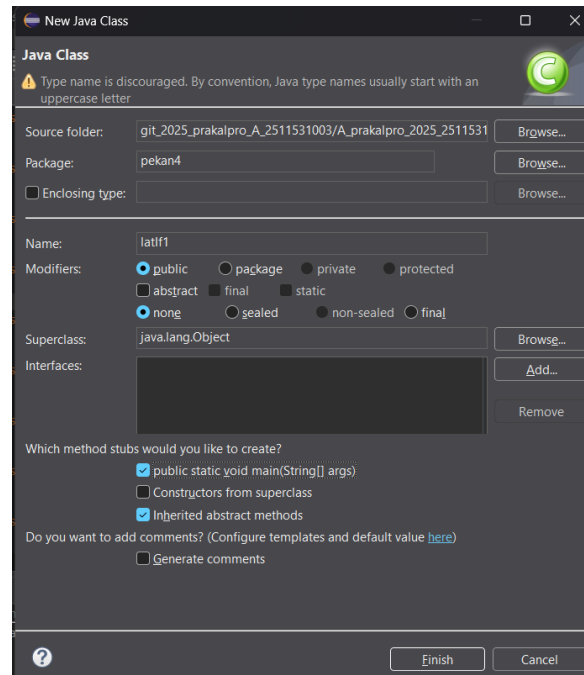 New Java Class
Java Class
Type name is discouraged. By convention, Java type names usually start with an
uppercase letter
Source folder: git_2025_prakalpro_A_2511531003/A_prakalpro_2025_2511531 Browse...
Package: pekan4 Browse...
Enclosing type: Browse...
Name: latIf1
Modifiers: public package private protected
abstract final static
none sealed non-sealed final
Superclass: java.lang.Object Browse...
Interfaces: Add...
Remove
Which method stubs would you like to create?
public static void main(String[] args)
Constructors from superclass
Inherited abstract methods
Do you want to add comments? (Configure templates and default value here)
Generate comments
? Finish Cancel